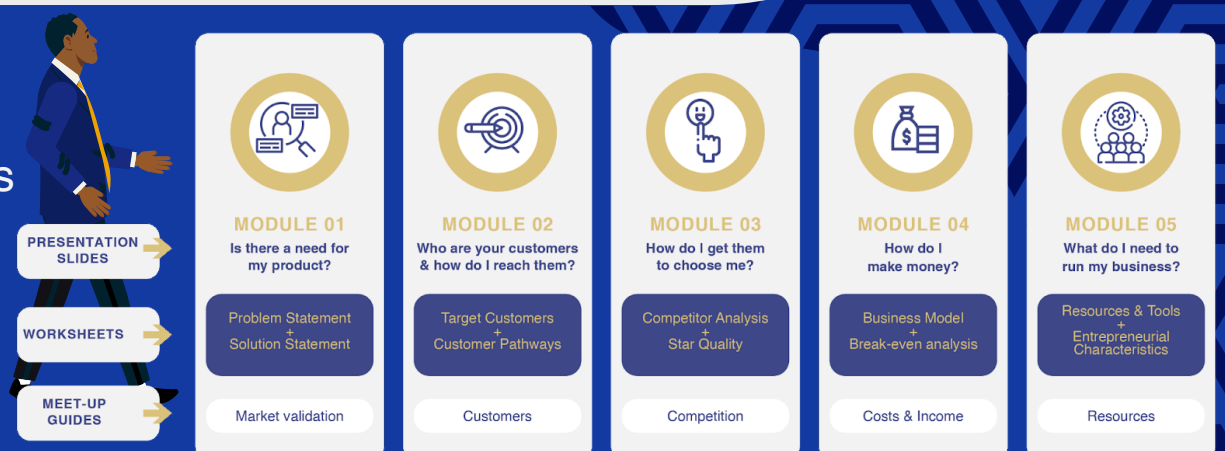 S
PRESENTATION
SLIDES
WORKSHEETS
MEET-UP
GUIDES
MODULE 01
Is there a need for
my product?
Problem Statement
+
Solution Statement
Market validation
MODULE 02
Who are your customers
& how do I reach them?
Target Customers
+
Customer Pathways
Customers
MODULE 03
How do I get them
to choose me?
Competitor Analysis
+
Star Quality
Competition
MODULE 04
How do I
make money?
$
Business Model
+
Break-even analysis
Costs & Income
MODULE 05
What do I need to
run my business?
Resources & Tools
+
Entrepreneurial
Characteristics
Resources